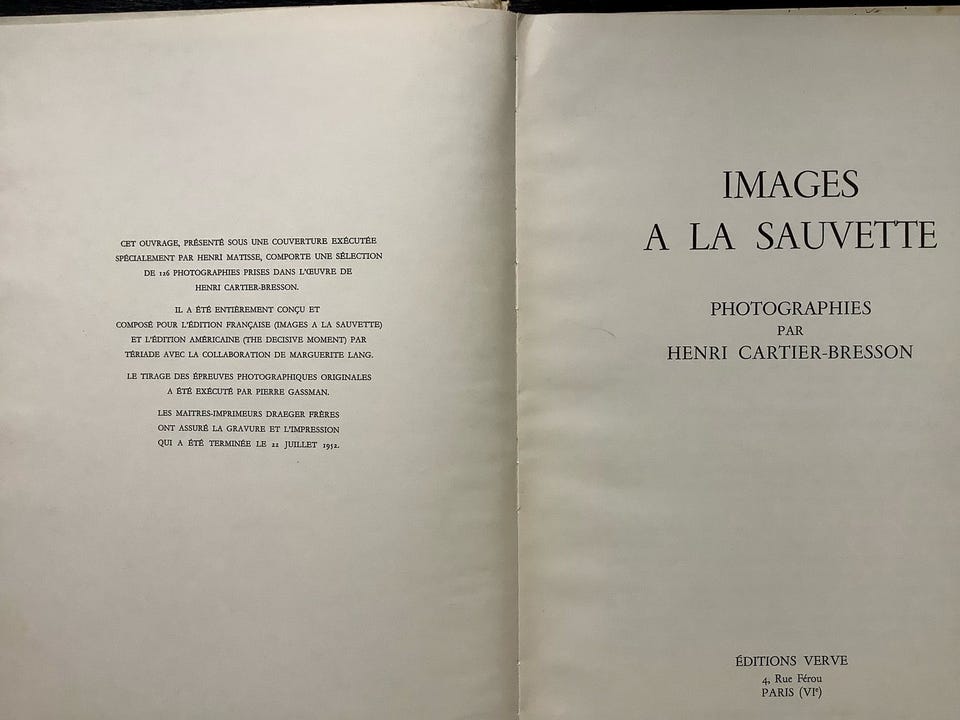 CET OUVRAGE, PRÉSENTÉ SOUS UNE COUVERTURE EXÉCUTÉE
SPÉCIALEMENT PAR HENRI MATISSE, COMPORTE UNE SÉLECTION
DE 126 PHOTOGRAPHIES PRISES DANS L'ŒUVRE DE
HENRI CARTIER-BRESSON.
IL A ÉTÉ ENTIÈREMENT CONÇU ET
COMPOSÉ POUR L'ÉDITION FRANÇAISE (IMAGES A LA SAUVETTE)
ET L'ÉDITION AMÉRICAINE (THE DECISIVE MOMENT) PAR
TÉRIADE AVEC LA COLLABORATION DE MARGUERITE LANG.
LE TIRAGE DES ÉPREUVES PHOTOGRAPHIQUES ORIGINALES
A ÉTÉ EXÉCUTÉ PAR PIERRE GASSMAN.
LES MAITRES-IMPRIMEURS DRAEGER FRÈRES
ONT ASSURÉ LA GRAVURE ET L'IMPRESSION
QUI A ÉTÉ TERMINÉE LE 22 JUILLET 1952.
IMAGES
A LA SAUVETTE
PHOTOGRAPHIES
PAR
HENRI CARTIER-BRESSON
ÉDITIONS VERVE
4, Rue Férou
PARIS (VIe)